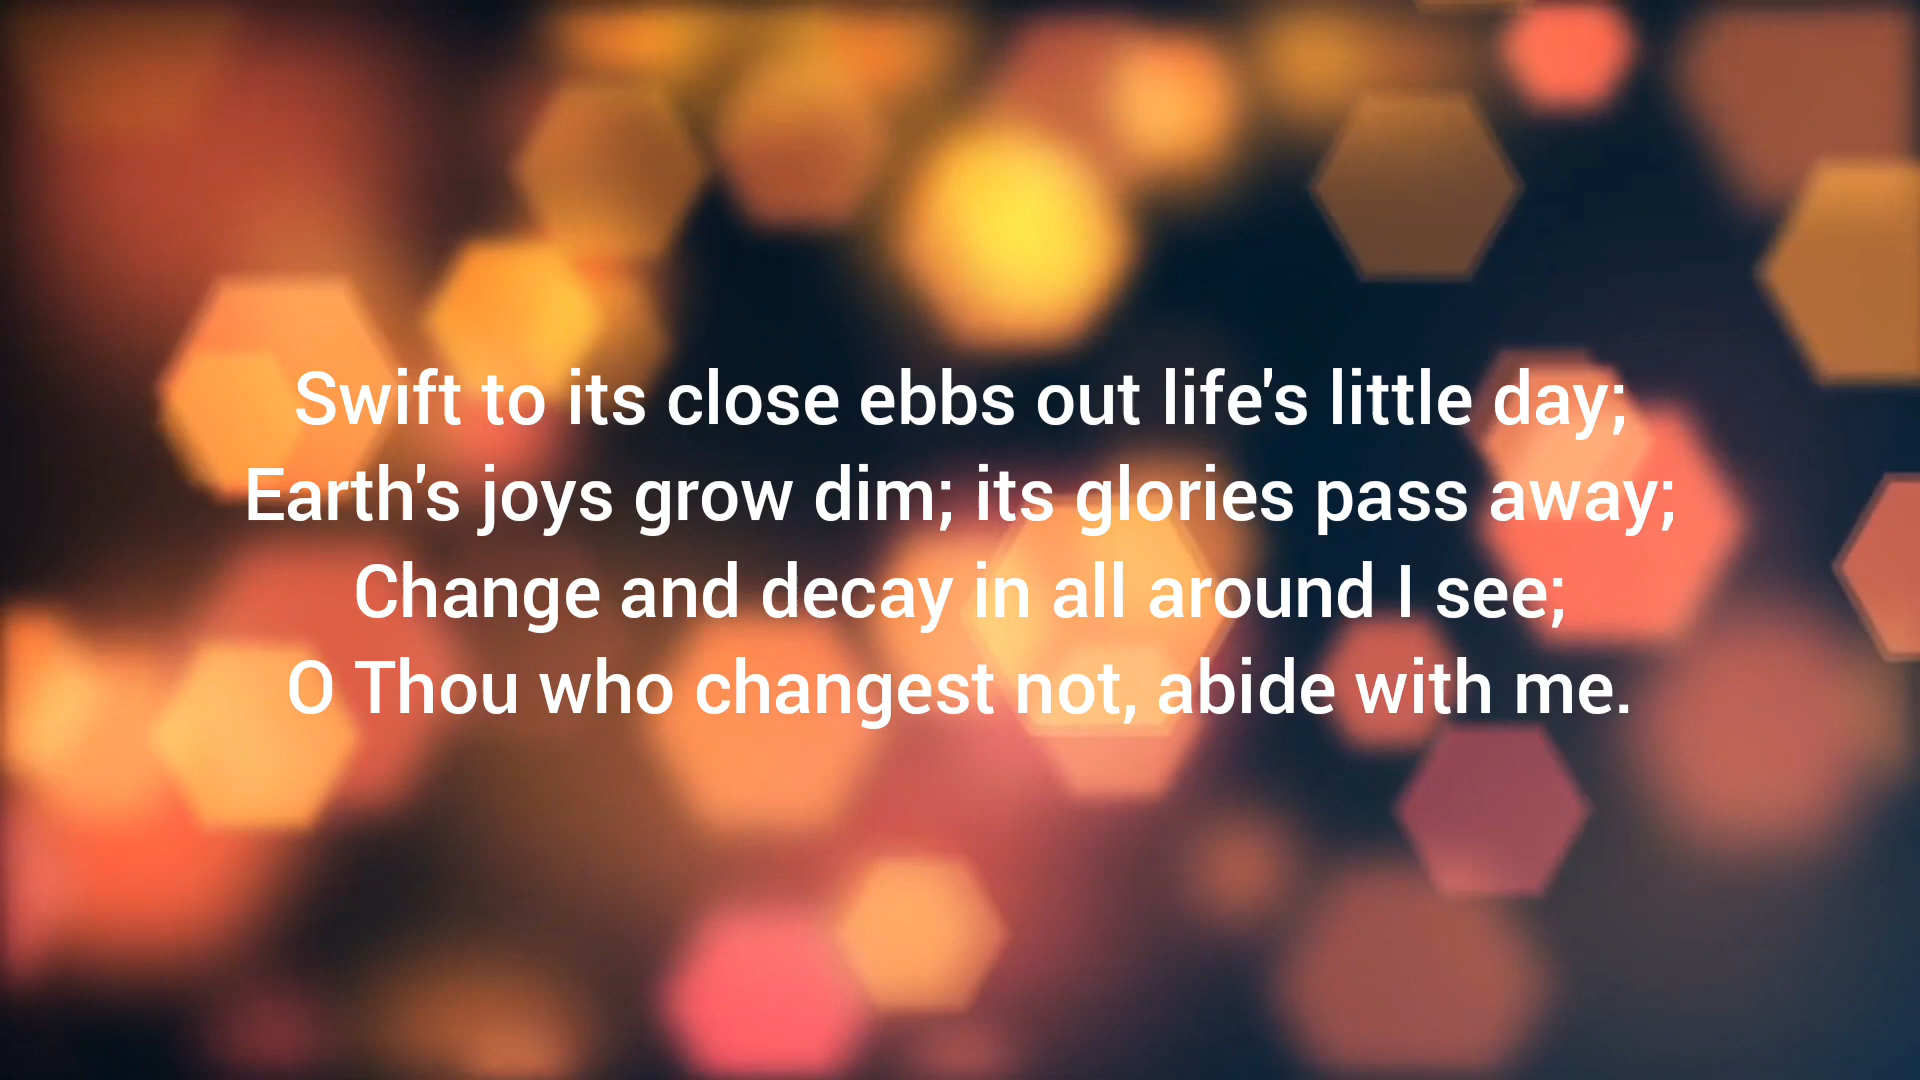 Swift to its close ebbs out life's little day;
Earth's joys grow dim; its glories pass away;
Change and decay in all around I see;
O Thou who changest not, abide with me.